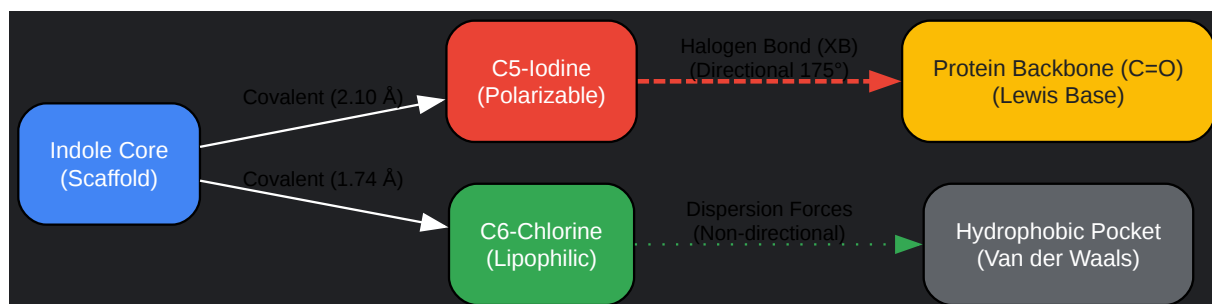 Indole Core
(Scaffold)
Covalent (2.10 Å)
Covalent (1.74 Å)
C5-Iodine
(Polarizable)
C6-Chlorine
(Lipophilic)
Halogen Bond (XB)
(Directional 175°)
Dispersion Forces
(Non-directional)
Protein Backbone (C=O)
(Lewis Base)
Hydrophobic Pocket
(Van der Waals)